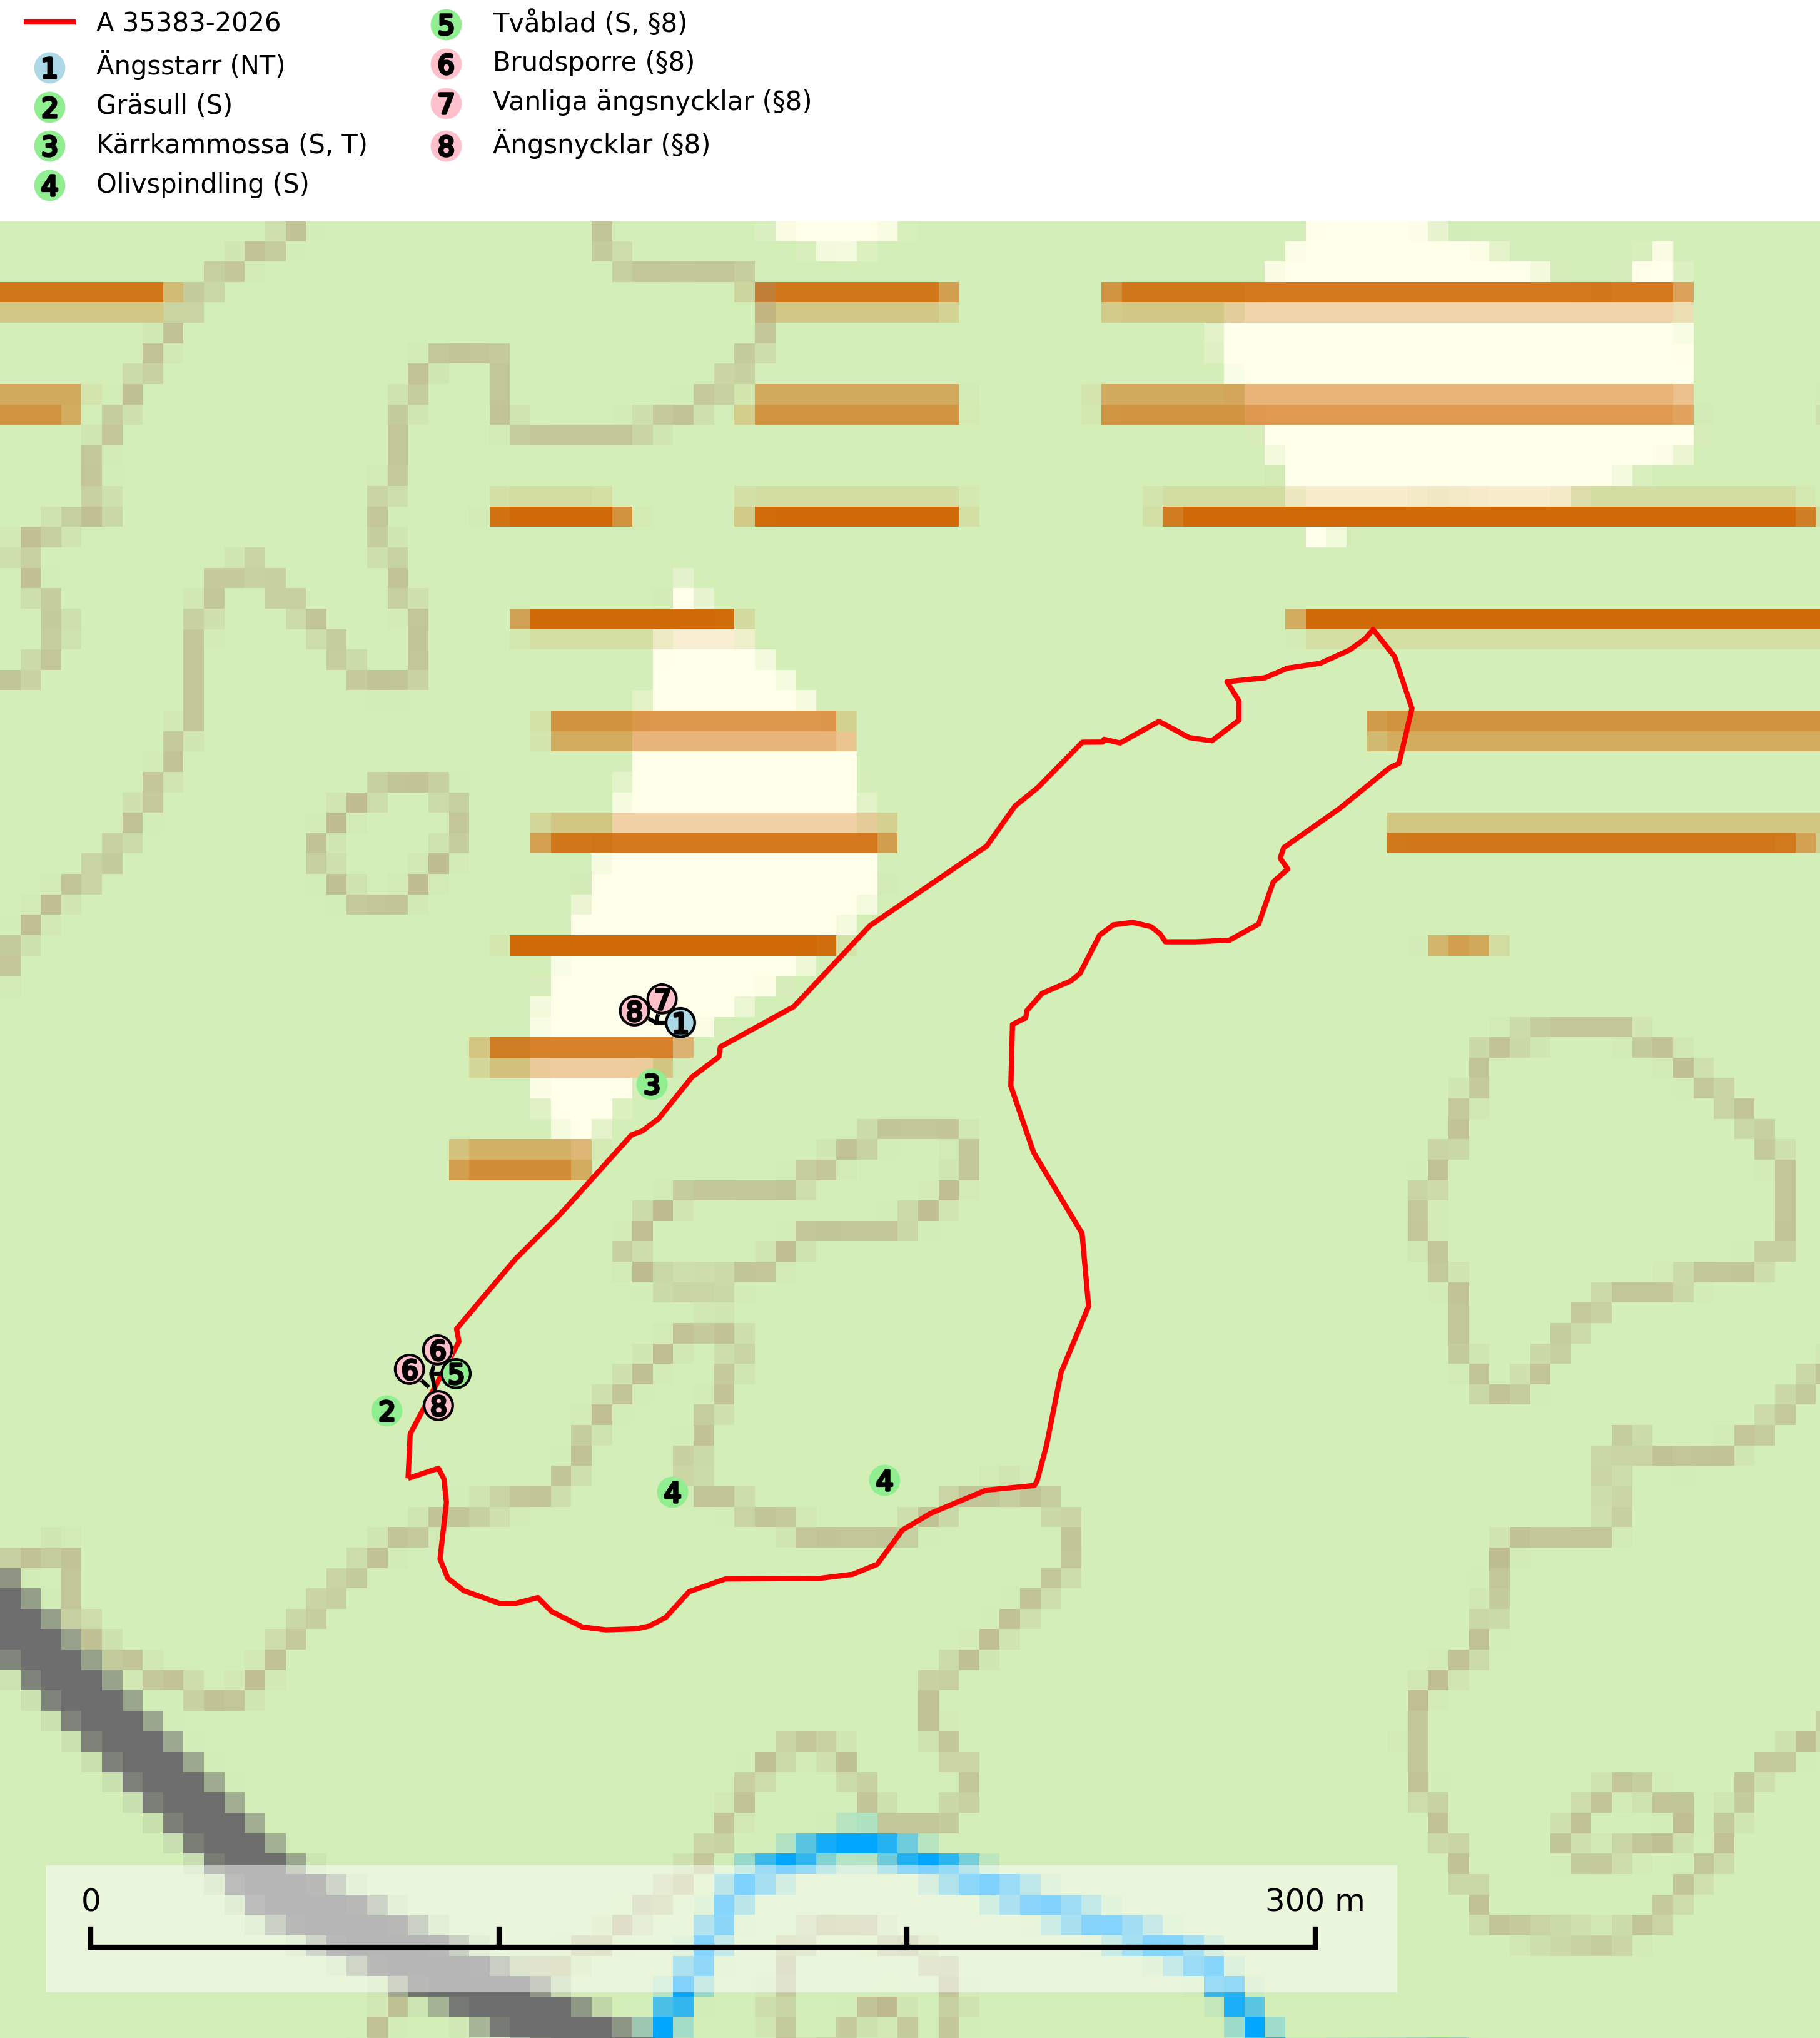 A 35383-2026
1 Ängsstarr (NT)
2 Gräsull (S)
3 Kärrkammossa (S, T)
4 Olivspindling (S)
5 Tvåblad (S, §8)
6 Brudsporre (§8)
7 Vanliga ängsnycklar (§8)
8 Ängsnycklar (§8)
8 7 1
3
6
6 5
2 8
4 4
0 300 m